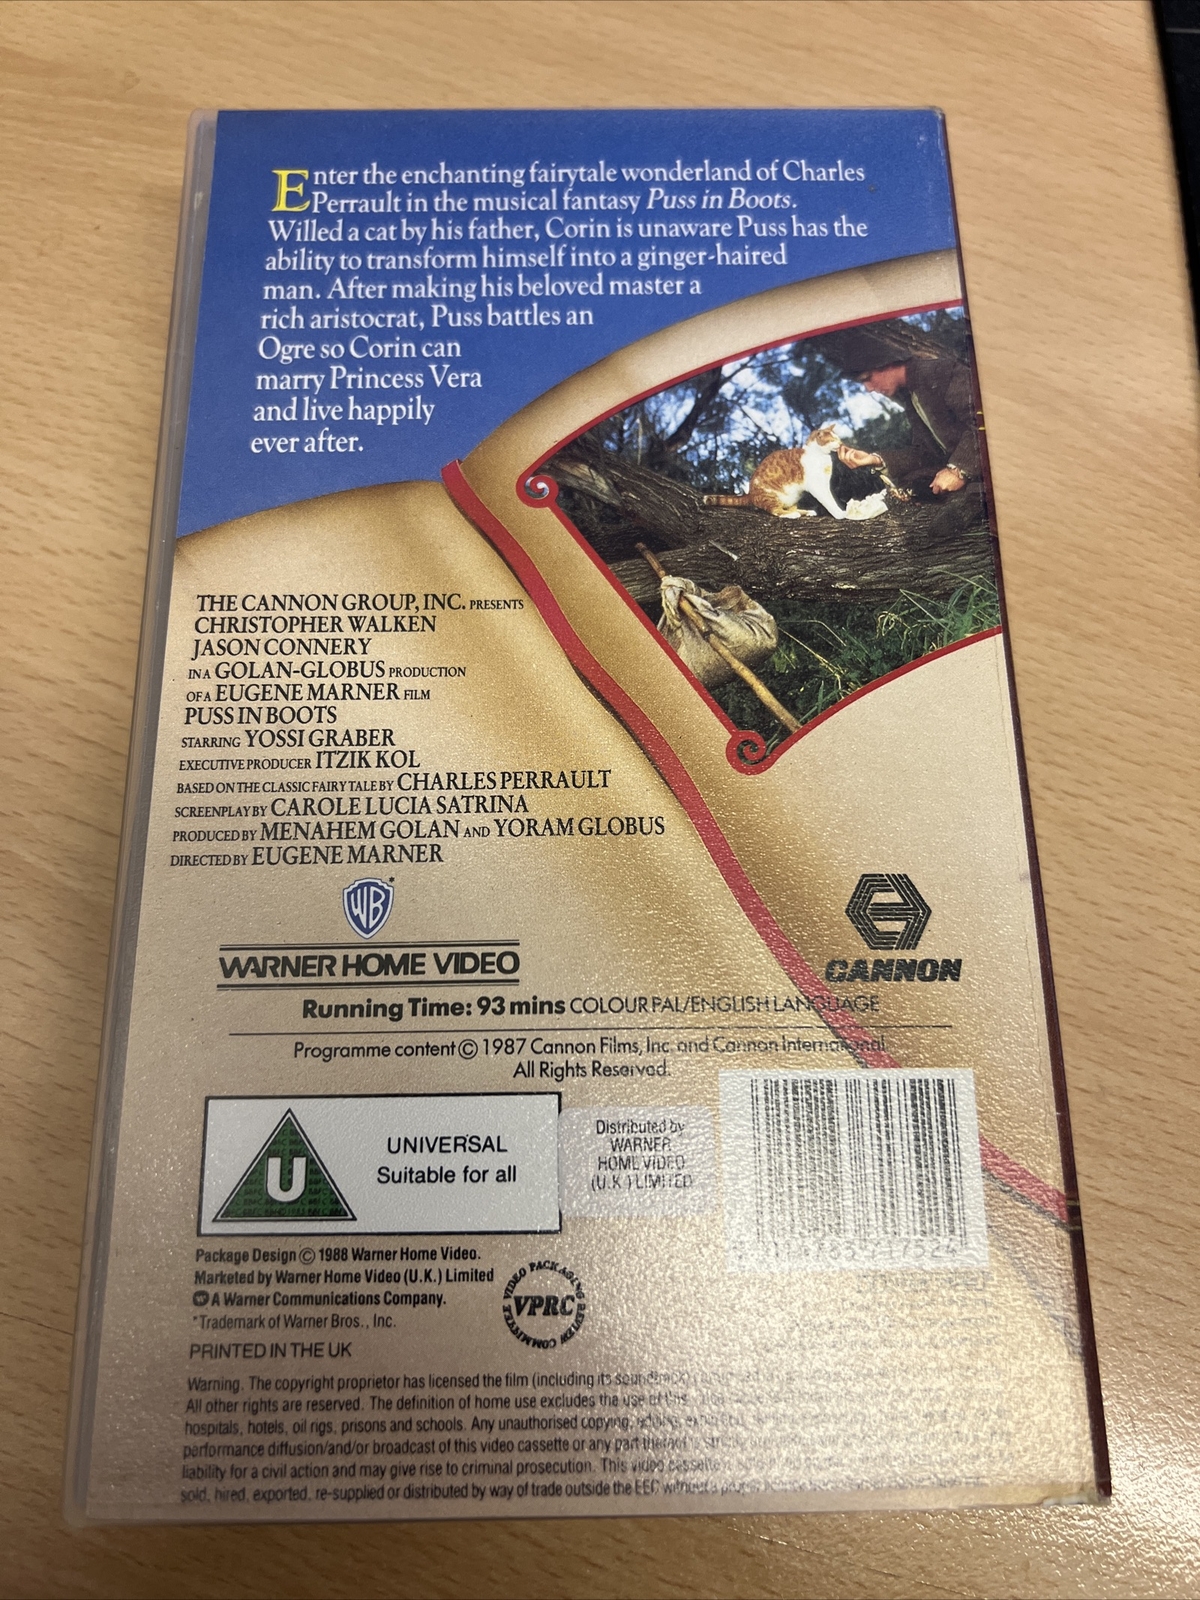 Enter the enchanting fairytale wonderland of Charles
Perrault in the musical fantasy Puss in Boots.
Willed a cat by his father, Corin is unaware Puss has the
ability to transform himself into a ginger-haired
man. After making his beloved master a
rich aristocrat, Puss battles an
Ogre so Corin can
marry Princess Vera
and live happily
ever after.
THE CANNON GROUP, INC. PRESENTS
CHRISTOPHER WALKEN
JASON CONNERY
IN A GOLAN-GLOBUS PRODUCTION
OF A EUGENE MARNER FILM
PUSS IN BOOTS
STARRING YOSSI GRABER
EXECUTIVE PRODUCER ITZIK KOL
BASED ON THE CLASSIC FAIRY TALE BY CHARLES PERRAULT
SCREENPLAY BY CAROLE LUCIA SATRINA
PRODUCED BY MENAHEM GOLAN AND YORAM GLOBUS
DIRECTED BY EUGENE MARNER
WB*
WARNER HOME VIDEO
CANNON
Running Time: 93 mins COLOUR PAL/ENGLISH LANGUAGE
Programme content © 1987 Cannon Films, Inc. and Cannon International
All Rights Reserved.
U
UNIVERSAL
Suitable for all
Distributed by
WARNER
HOME VIDEO
(U.K.) LIMITED
Package Design © 1988 Warner Home Video.
Marketed by Warner Home Video (U.K.) Limited
A Warner Communications Company.
*Trademark of Warner Bros., Inc.
VIDEO PACKAGING REVIEW COMMITTEE
VPRC
PRINTED IN THE UK
Warning. The copyright proprietor has licensed the film (including its soundtrack)
All other rights are reserved. The definition of home use excludes the use of this
hospitals, hotels, oil rigs, prisons and schools. Any unauthorised copying, editing,
performance diffusion/and/or broadcast of this video cassette or any part thereof is
liability for a civil action and may give rise to criminal prosecution. This video cassette
sold, hired, exported, re-supplied or distributed by way of trade outside the EEC without a